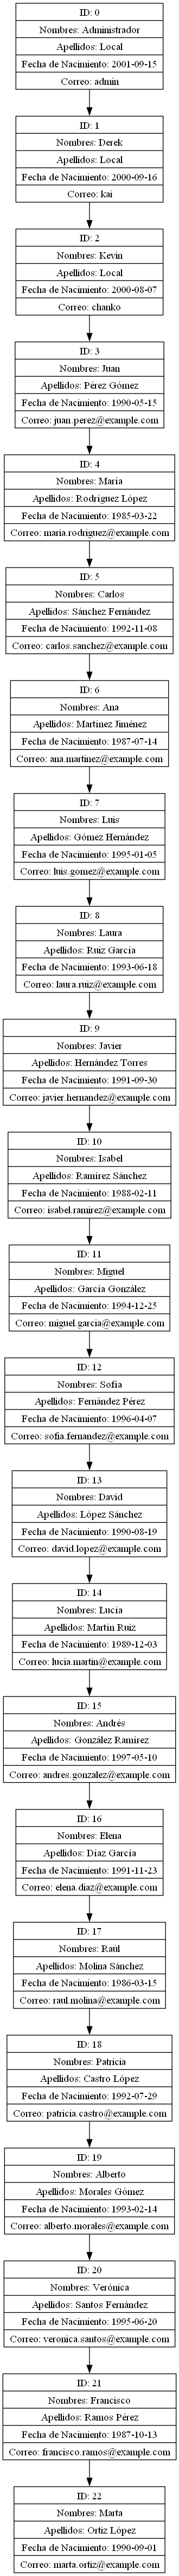 ID: 0
Nombres: Administrador
Apellidos: Local
Fecha de Nacimiento: 2001-09-15
Correo: admin
ID: 1
Nombres: Derek
Apellidos: Local
Fecha de Nacimiento: 2000-09-16
Correo: kai
ID: 2
Nombres: Kevin
Apellidos: Local
Fecha de Nacimiento: 2000-08-07
Correo: chanko
ID: 3
Nombres: Juan
Apellidos: Pérez Gómez
Fecha de Nacimiento: 1990-05-15
Correo: juan.perez@example.com
ID: 4
Nombres: María
Apellidos: Rodríguez López
Fecha de Nacimiento: 1985-03-22
Correo: maria.rodriguez@example.com
ID: 5
Nombres: Carlos
Apellidos: Sánchez Fernández
Fecha de Nacimiento: 1992-11-08
Correo: carlos.sanchez@example.com
ID: 6
Nombres: Ana
Apellidos: Martínez Jiménez
Fecha de Nacimiento: 1987-07-14
Correo: ana.martinez@example.com
ID: 7
Nombres: Luis
Apellidos: Gómez Hernández
Fecha de Nacimiento: 1995-01-05
Correo: luis.gomez@example.com
ID: 8
Nombres: Laura
Apellidos: Ruiz García
Fecha de Nacimiento: 1993-06-18
Correo: laura.ruiz@example.com
ID: 9
Nombres: Javier
Apellidos: Hernández Torres
Fecha de Nacimiento: 1991-09-30
Correo: javier.hernandez@example.com
ID: 10
Nombres: Isabel
Apellidos: Ramírez Sánchez
Fecha de Nacimiento: 1988-02-11
Correo: isabel.ramirez@example.com
ID: 11
Nombres: Miguel
Apellidos: García González
Fecha de Nacimiento: 1994-12-25
Correo: miguel.garcia@example.com
ID: 12
Nombres: Sofía
Apellidos: Fernández Pérez
Fecha de Nacimiento: 1996-04-07
Correo: sofia.fernandez@example.com
ID: 13
Nombres: David
Apellidos: López Sánchez
Fecha de Nacimiento: 1990-08-19
Correo: david.lopez@example.com
ID: 14
Nombres: Lucía
Apellidos: Martín Ruiz
Fecha de Nacimiento: 1989-12-03
Correo: lucia.martin@example.com
ID: 15
Nombres: Andrés
Apellidos: González Ramírez
Fecha de Nacimiento: 1997-05-10
Correo: andres.gonzalez@example.com
ID: 16
Nombres: Elena
Apellidos: Díaz García
Fecha de Nacimiento: 1991-11-23
Correo: elena.diaz@example.com
ID: 17
Nombres: Raúl
Apellidos: Molina Sánchez
Fecha de Nacimiento: 1986-03-15
Correo: raul.molina@example.com
ID: 18
Nombres: Patricia
Apellidos: Castro López
Fecha de Nacimiento: 1992-07-29
Correo: patricia.castro@example.com
ID: 19
Nombres: Alberto
Apellidos: Morales Gómez
Fecha de Nacimiento: 1993-02-14
Correo: alberto.morales@example.com
ID: 20
Nombres: Verónica
Apellidos: Santos Fernández
Fecha de Nacimiento: 1995-06-20
Correo: veronica.santos@example.com
ID: 21
Nombres: Francisco
Apellidos: Ramos Pérez
Fecha de Nacimiento: 1987-10-13
Correo: francisco.ramos@example.com
ID: 22
Nombres: Marta
Apellidos: Ortiz López
Fecha de Nacimiento: 1990-09-01
Correo: marta.ortiz@example.com